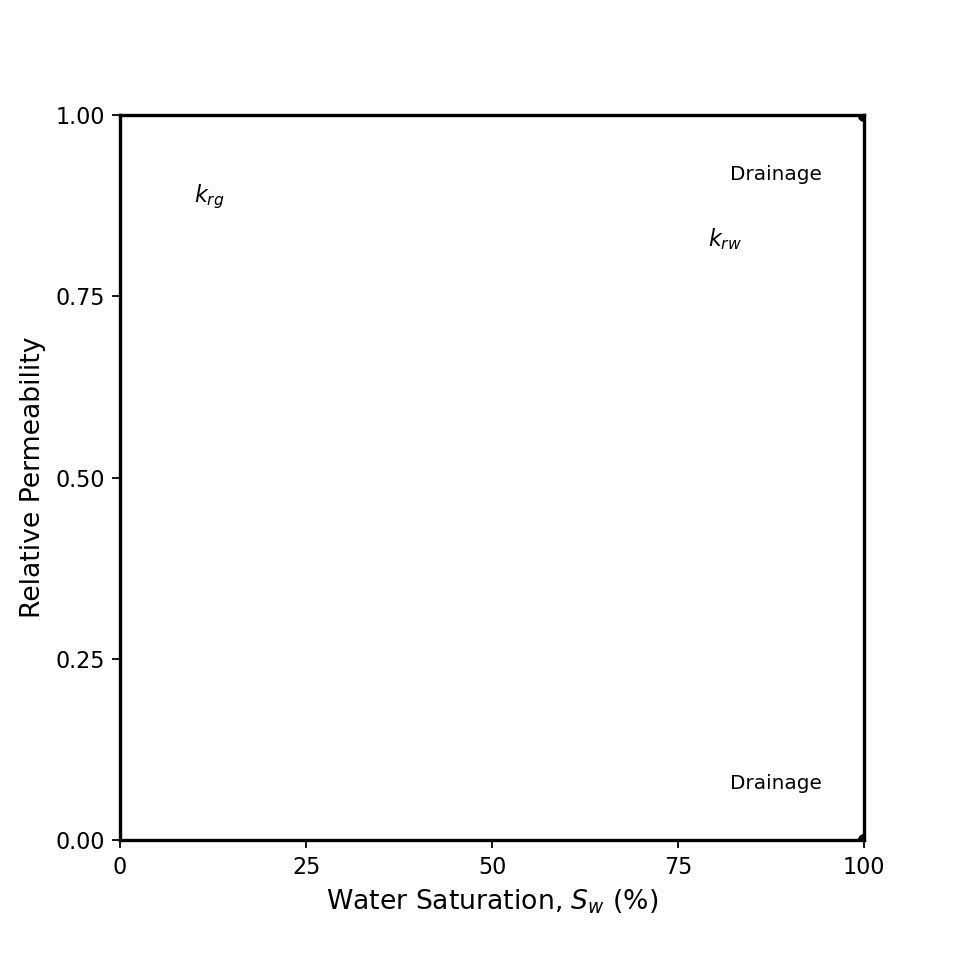 1.00
Drainage
k_rg
k_rw
0.75
Relative Permeability
0.50
0.25
Drainage
0.00
0 25 50 75 100
Water Saturation, S_w (%)